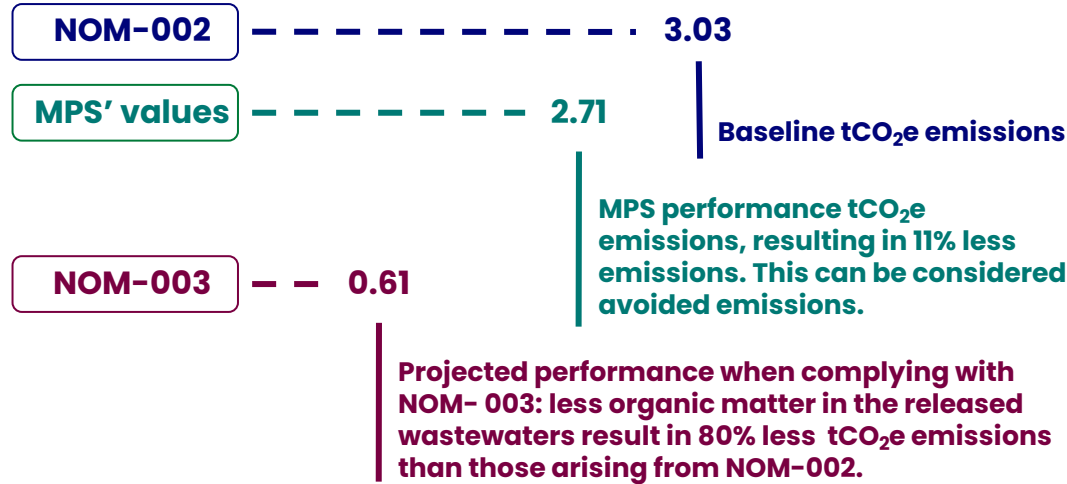 NOM-002 3.03
MPS’ values 2.71
Baseline tCO₂e emissions
MPS performance tCO₂e
emissions, resulting in 11% less
emissions. This can be considered
avoided emissions.
NOM-003 0.61
Projected performance when complying with
NOM- 003: less organic matter in the released
wastewaters result in 80% less tCO₂e emissions
than those arising from NOM-002.